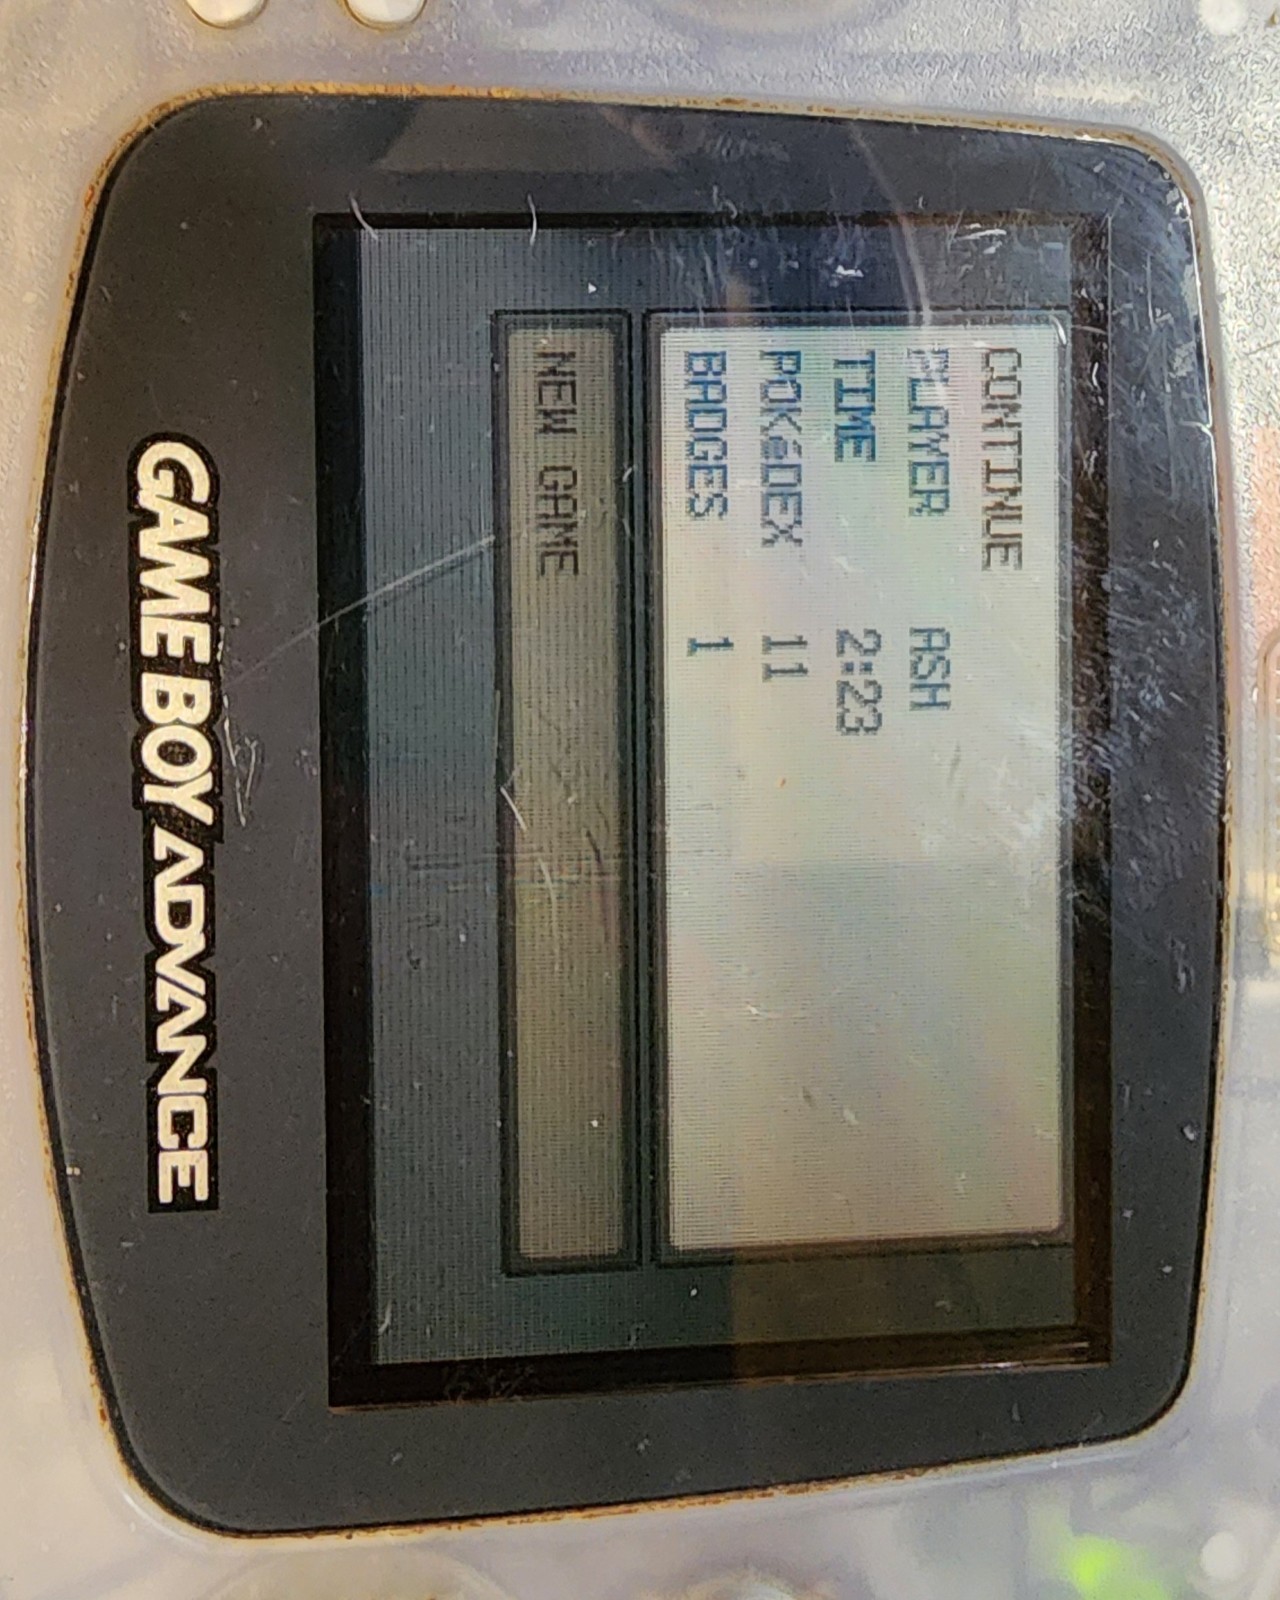 CONTINUE
PLAYER ASH
TIME 2:23
POKéDEX 11
BADGES 1
NEW GAME
GAME BOY ADVANCE